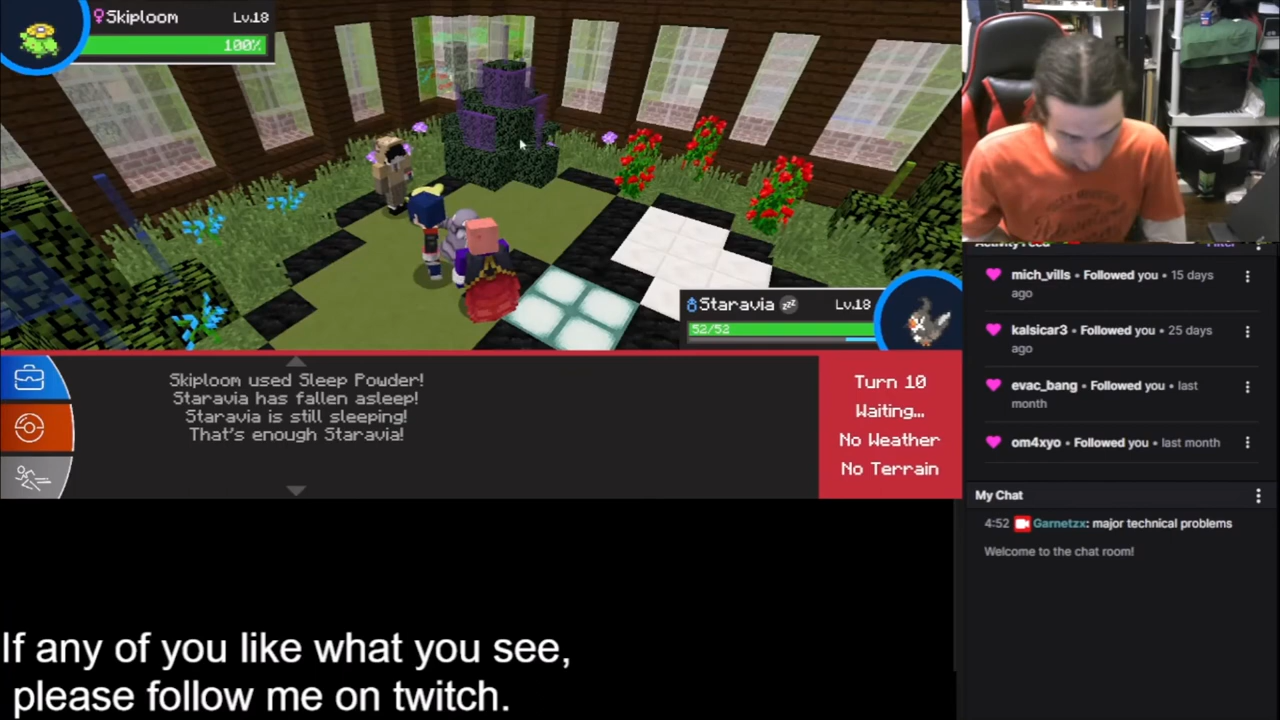 Skiploom Lv.18
100%
Staravia Lv.18
52/52
Skiploom used Sleep Powder!
Staravia has fallen asleep!
Staravia is still sleeping!
That's enough Staravia!
Turn 10
Waiting...
No Weather
No Terrain
mich_vills • Followed you • 15 days
ago
kalsicar3 • Followed you • 25 days
ago
evac_bang • Followed you • last
month
om4xyo • Followed you • last month
My Chat
4:52 Garnetzx: major technical problems
Welcome to the chat room!
If any of you like what you see,
please follow me on twitch.